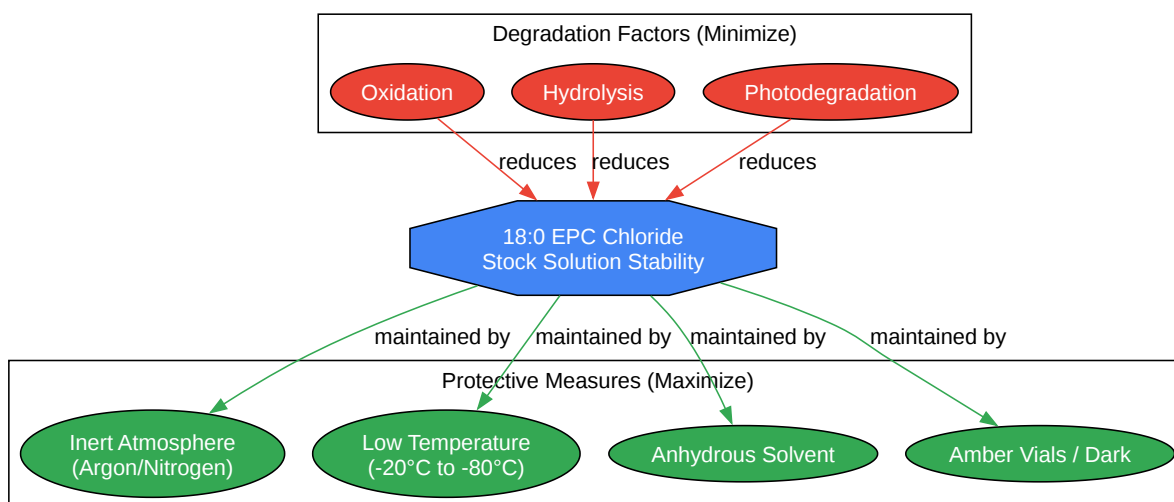 Degradation Factors (Minimize)
Oxidation
Hydrolysis
Photodegradation
reduces
reduces
reduces
18:0 EPC Chloride
Stock Solution Stability
maintained by
maintained by
maintained by
maintained by
Protective Measures (Maximize)
Inert Atmosphere
(Argon/Nitrogen)
Low Temperature
(-20°C to -80°C)
Anhydrous Solvent
Amber Vials / Dark